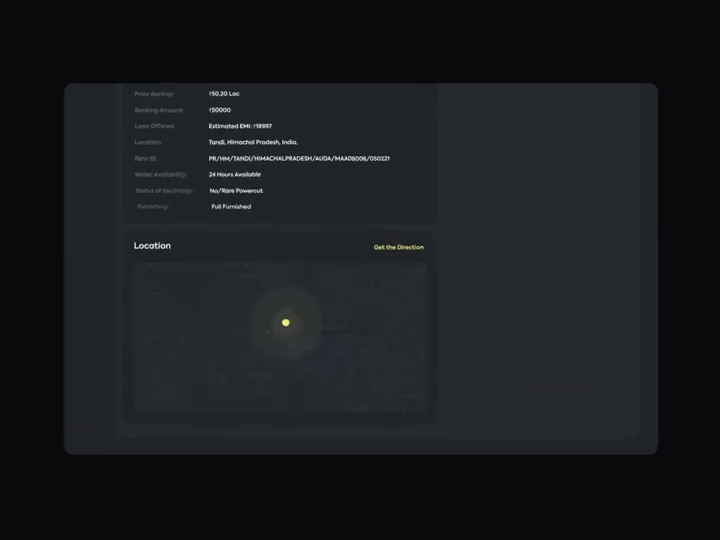 Price Backup: ₹50.20 Lac
Booking Amount: ₹50000
Loan Offered: Estimated EMI: ₹18997
Location: Tandi, Himachal Pradesh, India.
Rera ID: PR/HM/TANDI/HIMACHALPRADESH/AUDA/MAA08006/050221
Water Availability: 24 Hours Available
Status of Electricity: No/Rare Powercut
Furnishing: Full Furnished
Location
Get the Direction